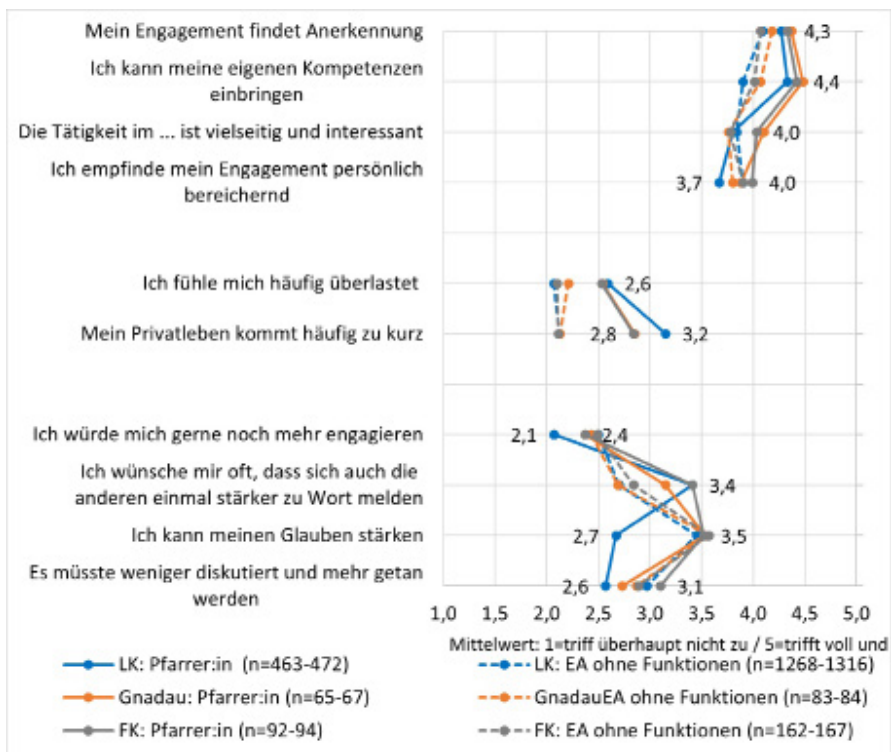 Mein Engagement findet Anerkennung
4,3
Ich kann meine eigenen Kompetenzen
einbringen
4,4
Die Tätigkeit im ... ist vielseitig und interessant
4,0
Ich empfinde mein Engagement persönlich
bereichernd
3,7
4,0
Ich fühle mich häufig überlastet
2,6
Mein Privatleben kommt häufig zu kurz
2,8
3,2
Ich würde mich gerne noch mehr engagieren
2,1
2,4
Ich wünsche mir oft, dass sich auch die
anderen einmal stärker zu Wort melden
3,4
Ich kann meinen Glauben stärken
2,7
3,5
Es müsste weniger diskutiert und mehr getan
werden
2,6
3,1
1,0 1,5 2,0 2,5 3,0 3,5 4,0 4,5 5,0
Mittelwert: 1=triff überhaupt nicht zu / 5=trifft voll und
LK: Pfarrer:in (n=463-472)
LK: EA ohne Funktionen (n=1268-1316)
Gnadau: Pfarrer:in (n=65-67)
GnadauEA ohne Funktionen (n=83-84)
FK: Pfarrer:in (n=92-94)
FK: EA ohne Funktionen (n=162-167)